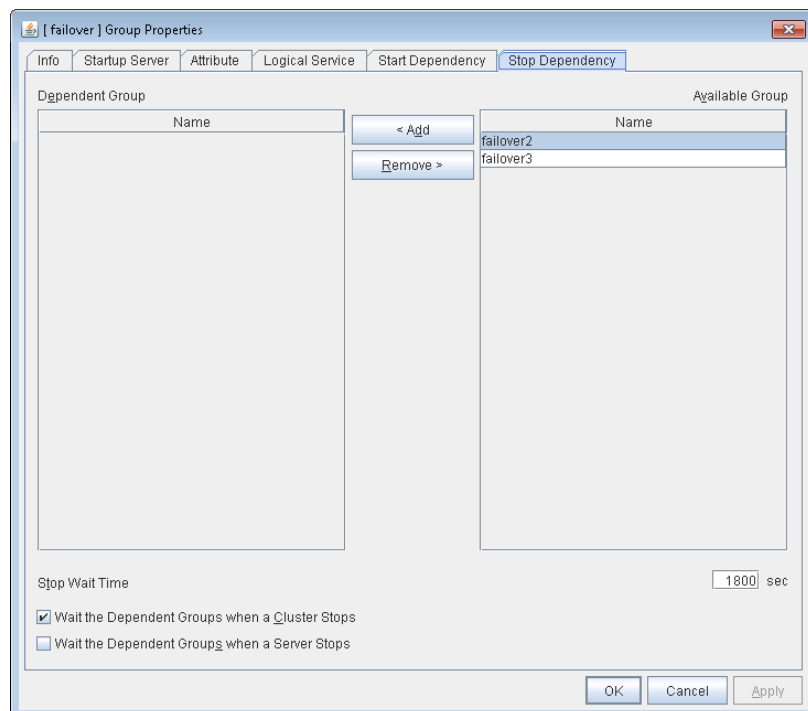 [ failover ] Group Properties
Info Startup Server Attribute Logical Service Start Dependency Stop Dependency
Dependent Group Available Group
Name < Add Name
failover2
Remove > failover3
Stop Wait Time 1800 sec
Wait the Dependent Groups when a Cluster Stops
Wait the Dependent Groups when a Server Stops
OK Cancel Apply